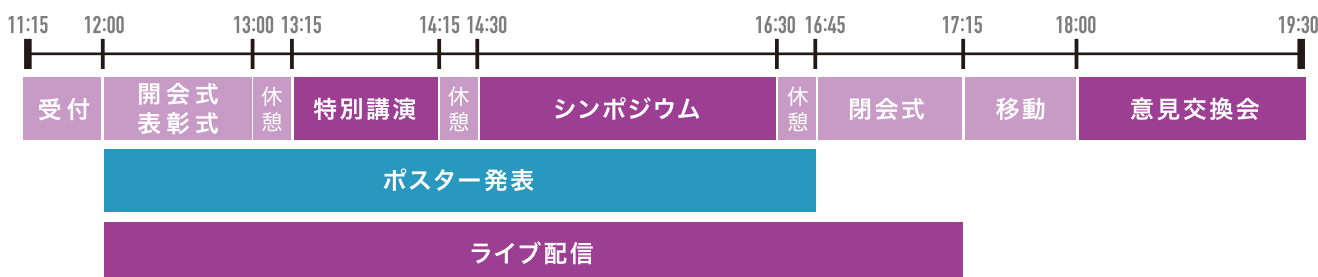 11:15 12:00 13:00 13:15 14:15 14:30 16:30 16:45 17:15 18:00 19:30
受付
開会式
表彰式
休
憩
特別講演
休
憩
シンポジウム
休
憩
閉会式
移動
意見交換会
ポスター発表
ライブ配信